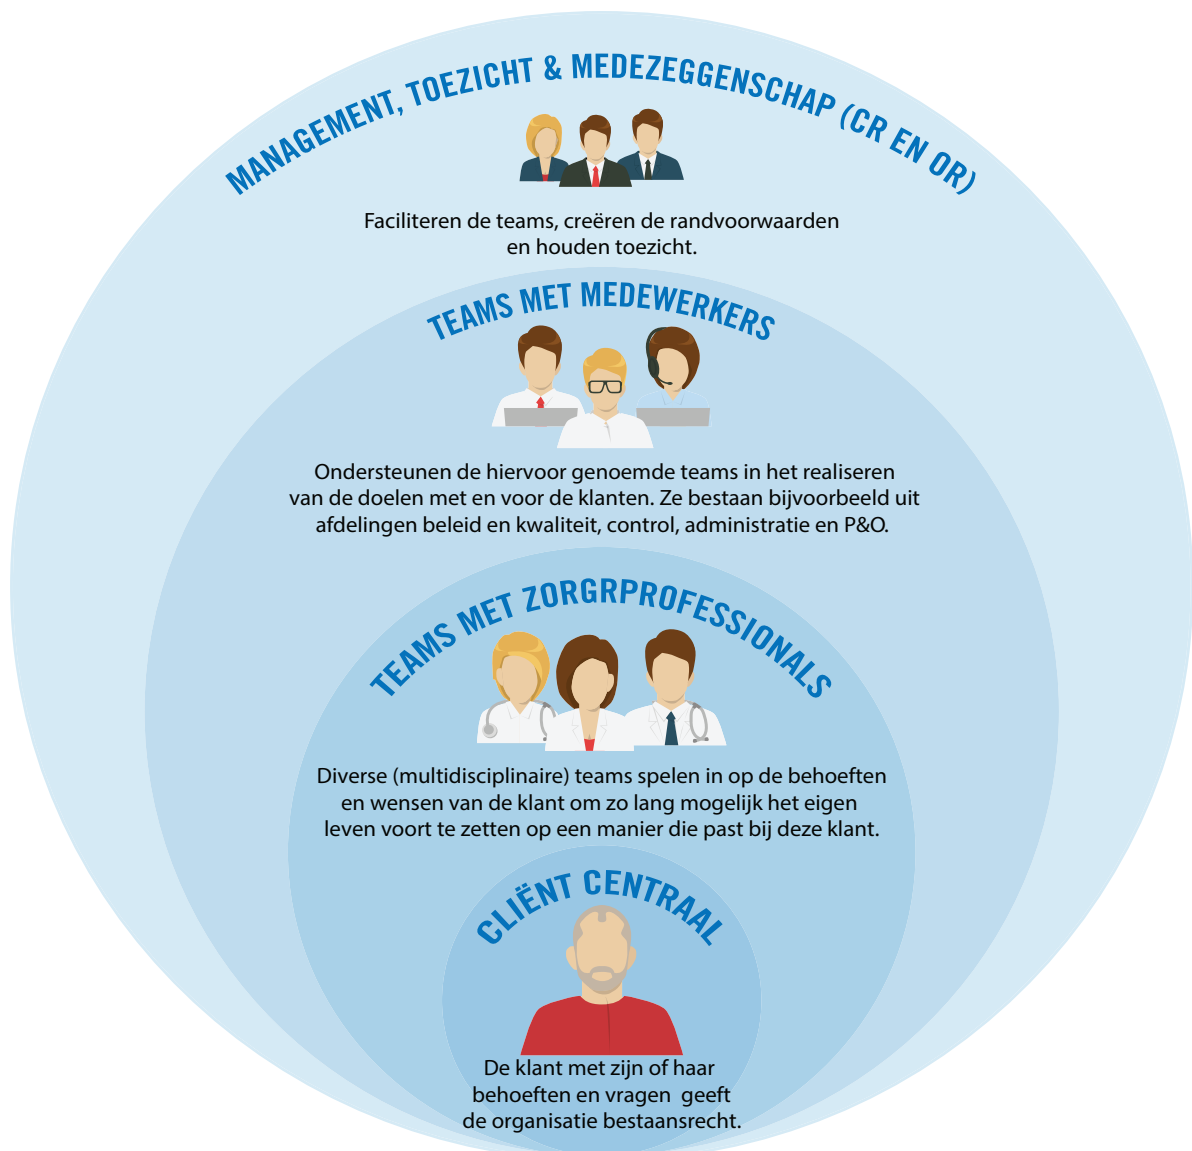 MANAGEMENT, TOEZICHT & MEDEZEGGENSCHAP (CR EN OR)
Faciliteren de teams, creëren de randvoorwaarden
en houden toezicht.
TEAMS MET MEDEWERKERS
Ondersteunen de hiervoor genoemde teams in het realiseren
van de doelen met en voor de klanten. Ze bestaan bijvoorbeeld uit
afdelingen beleid en kwaliteit, control, administratie en P&O.
TEAMS MET ZORGRPROFESSIONALS
Diverse (multidisciplinaire) teams spelen in op de behoeften
en wensen van de klant om zo lang mogelijk het eigen
leven voort te zetten op een manier die past bij deze klant.
CLIËNT CENTRAAL
De klant met zijn of haar
behoeften en vragen  geeft
de organisatie bestaansrecht.